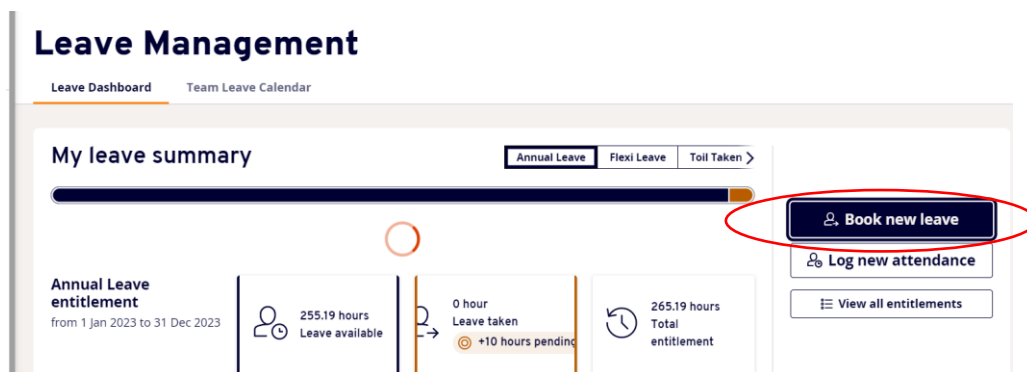 Leave Management
Leave Dashboard Team Leave Calendar
My leave summary
Annual Leave Flexi Leave Toil Taken
Book new leave
Log new attendance
View all entitlements
Annual Leave
entitlement
from 1 Jan 2023 to 31 Dec 2023
255.19 hours
Leave available
0 hour
Leave taken
+10 hours pending
265.19 hours
Total
entitlement